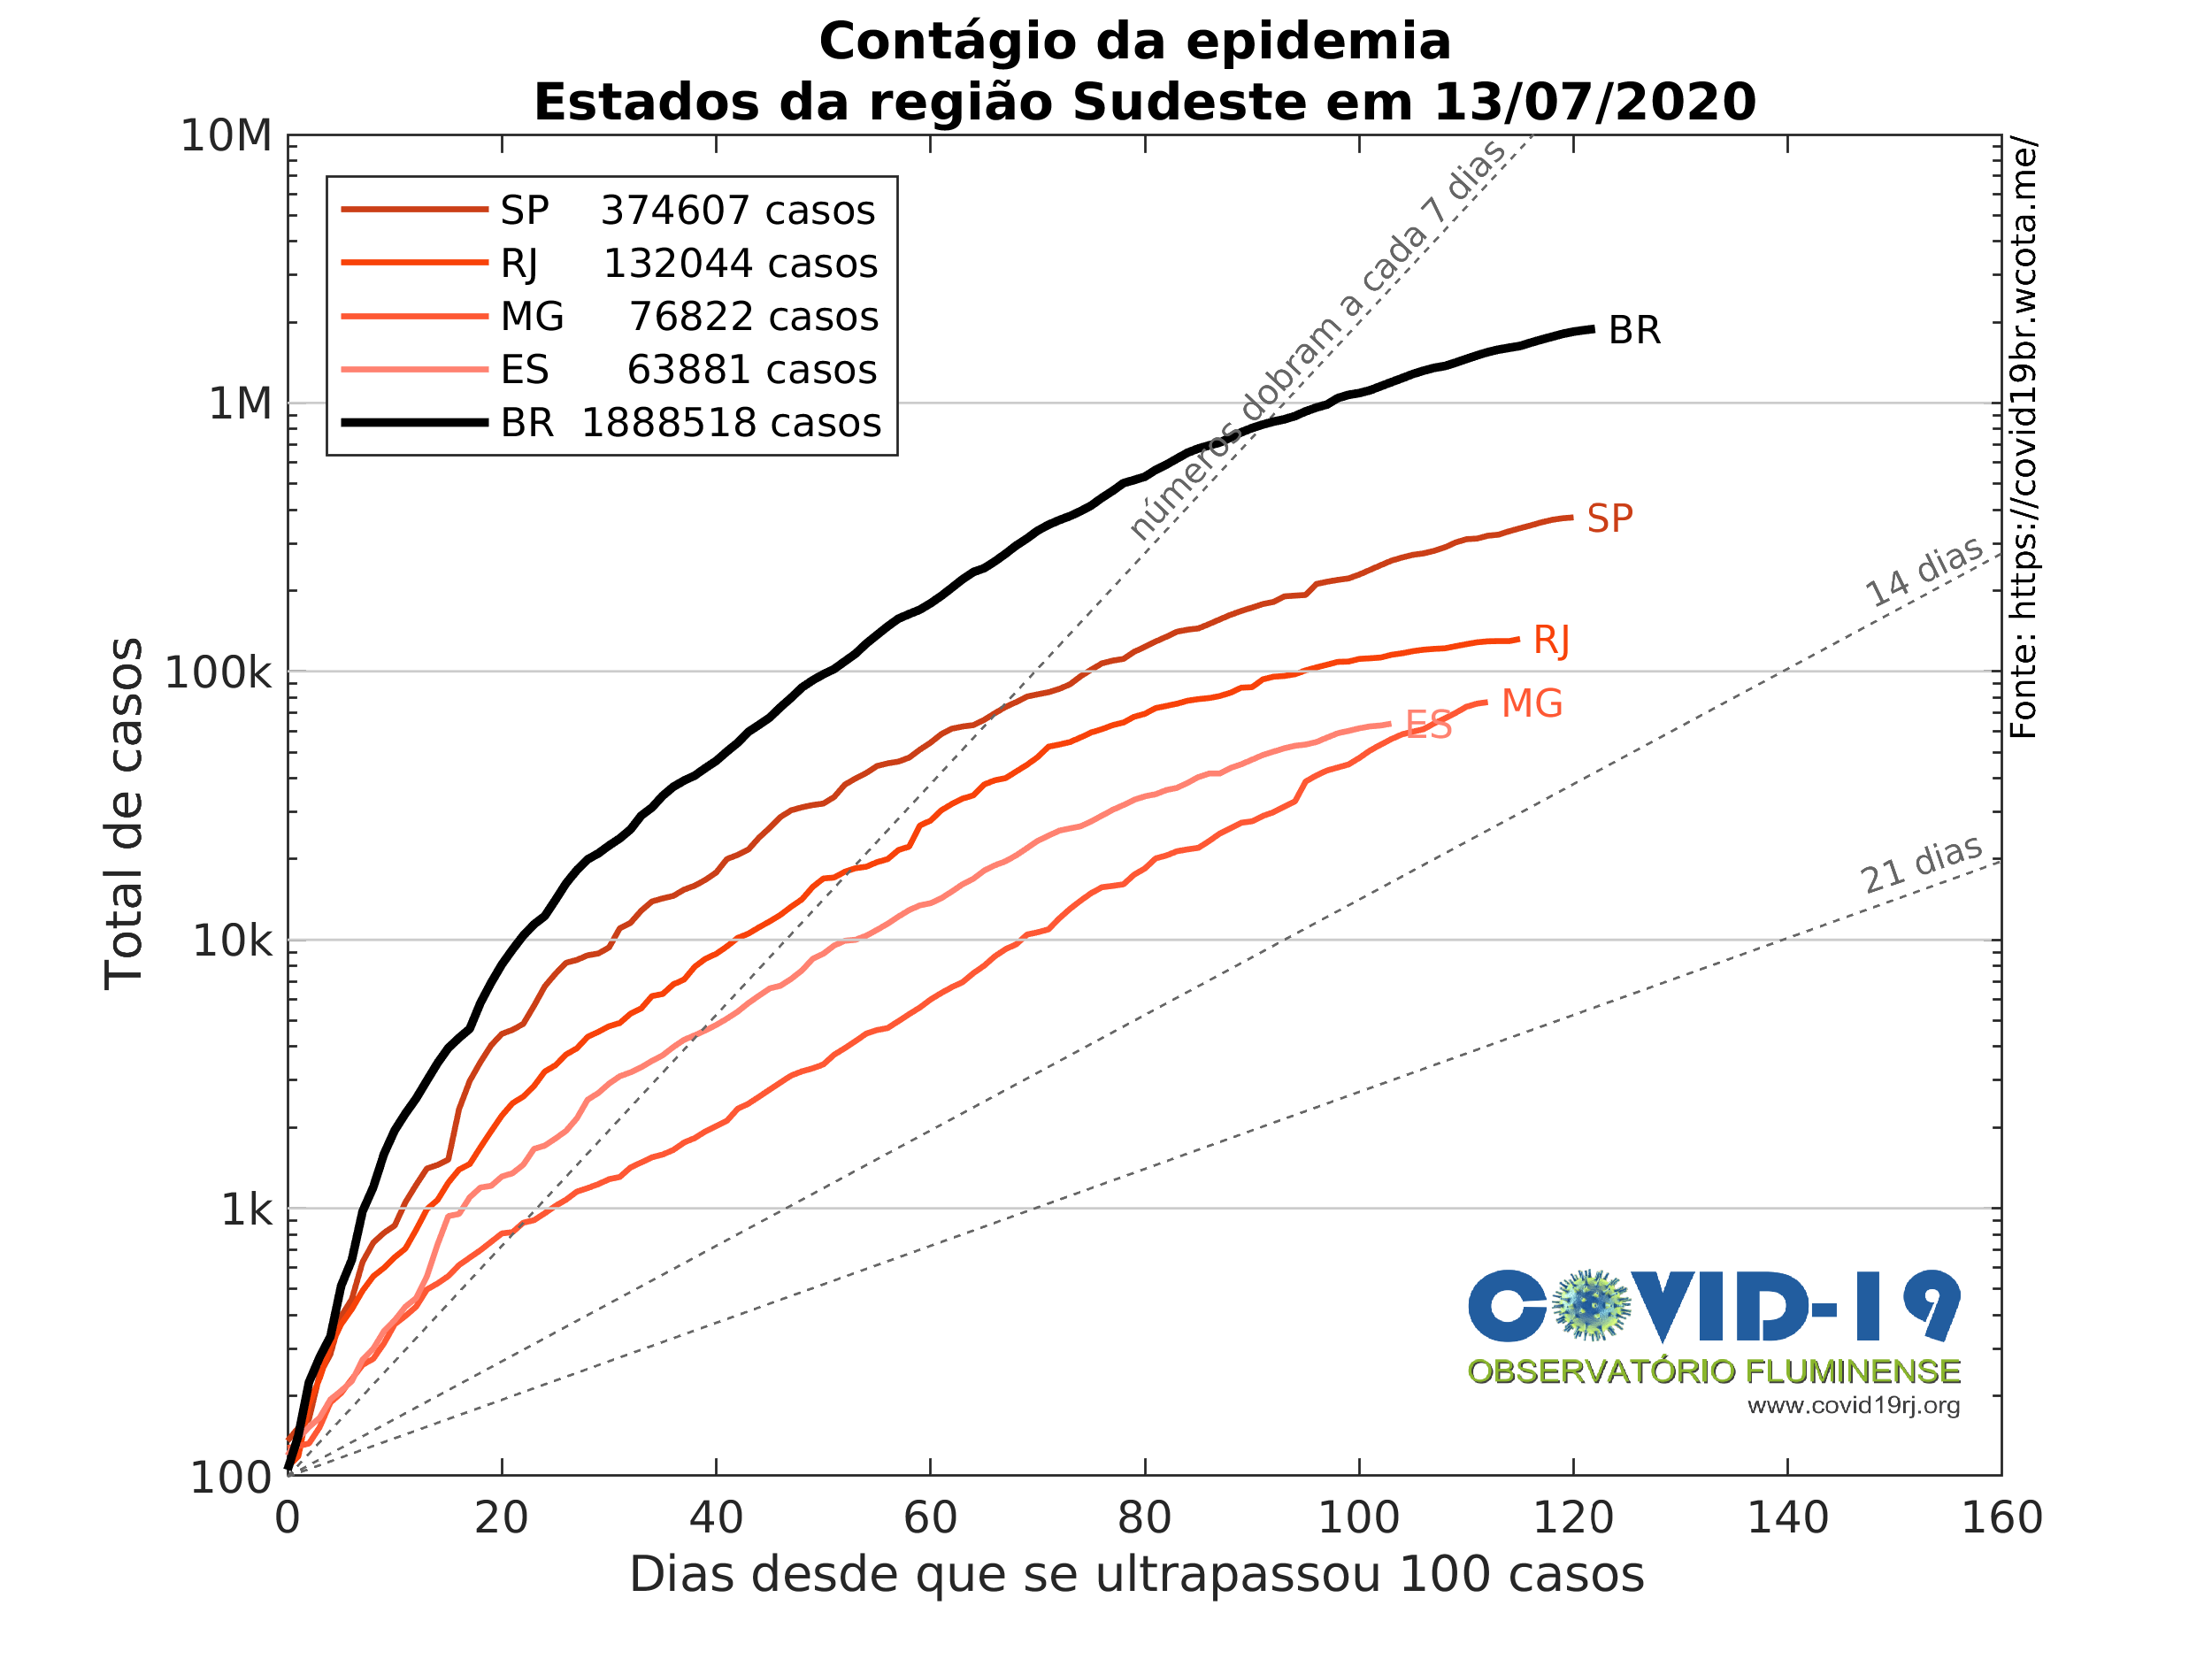 Contágio da epidemia
Estados da região Sudeste em 13/07/2020
10M
1M
100k
10k
1k
100
Total de casos
SP 374607 casos
RJ 132044 casos
MG 76822 casos
ES 63881 casos
BR 1888518 casos
números dobram a cada 7 dias
14 dias
21 dias
BR
SP
RJ
MG
ES
Fonte: https://covid19br.wcota.me/
COVID-19
OBSERVATÓRIO FLUMINENSE
www.covid19rj.org
0 20 40 60 80 100 120 140 160
Dias desde que se ultrapassou 100 casos